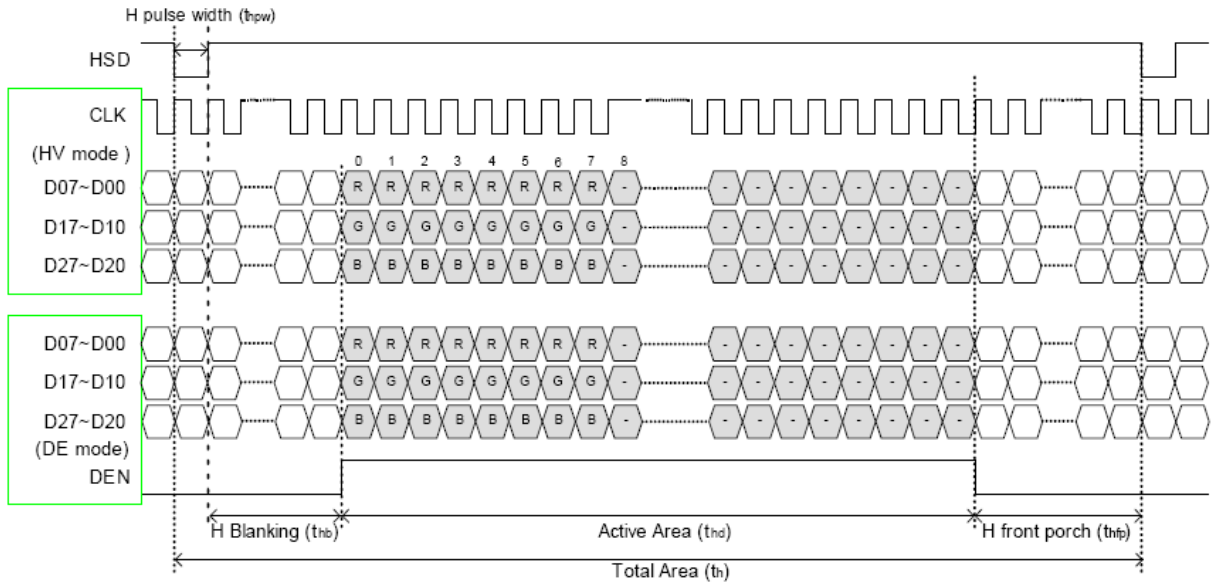 H pulse width (thpw)
HSD
CLK
(HV mode )
0 1 2 3 4 5 6 7 8
D07~D00 R R R R R R R R - - - - - - - - -
D17~D10 G G G G G G G G - - - - - - - - -
D27~D20 B B B B B B B B - - - - - - - - -
D07~D00 R R R R R R R R - - - - - - - - -
D17~D10 G G G G G G G G - - - - - - - - -
D27~D20 B B B B B B B B - - - - - - - - -
(DE mode)
DEN
H Blanking (thb) Active Area (thd) H front porch (thfp)
Total Area (th)